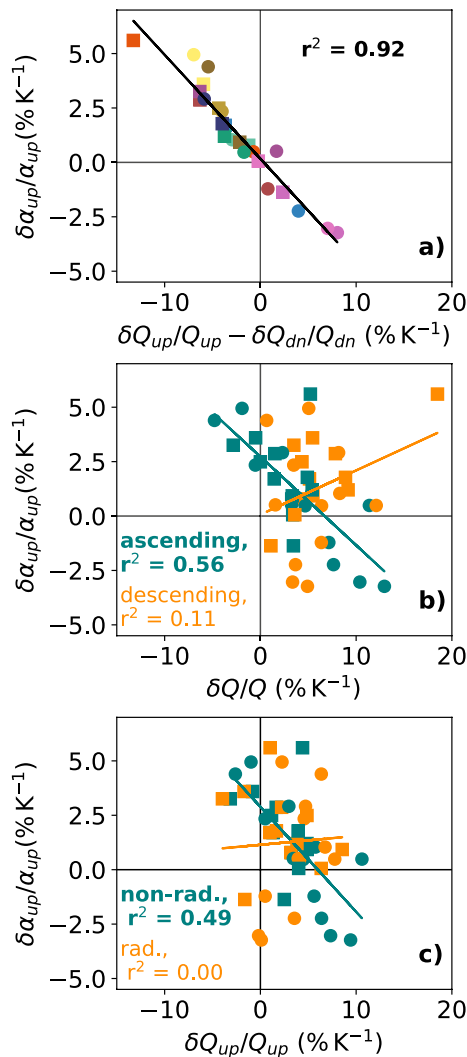 r² = 0.92
5.0
2.5
0.0
−2.5
−5.0
δα_up/α_up(% K⁻¹)
a)
−10
0
10
20
δQ_up/Q_up − δQ_dn/Q_dn (% K⁻¹)
5.0
2.5
0.0
−2.5
−5.0
δα_up/α_up(% K⁻¹)
ascending,
r² = 0.56
descending,
r² = 0.11
b)
−10
0
10
20
δQ/Q (% K⁻¹)
5.0
2.5
0.0
−2.5
−5.0
δα_up/α_up(% K⁻¹)
non-rad.,
r² = 0.49
rad.,
r² = 0.00
c)
−10
0
10
20
δQ_up/Q_up (% K⁻¹)